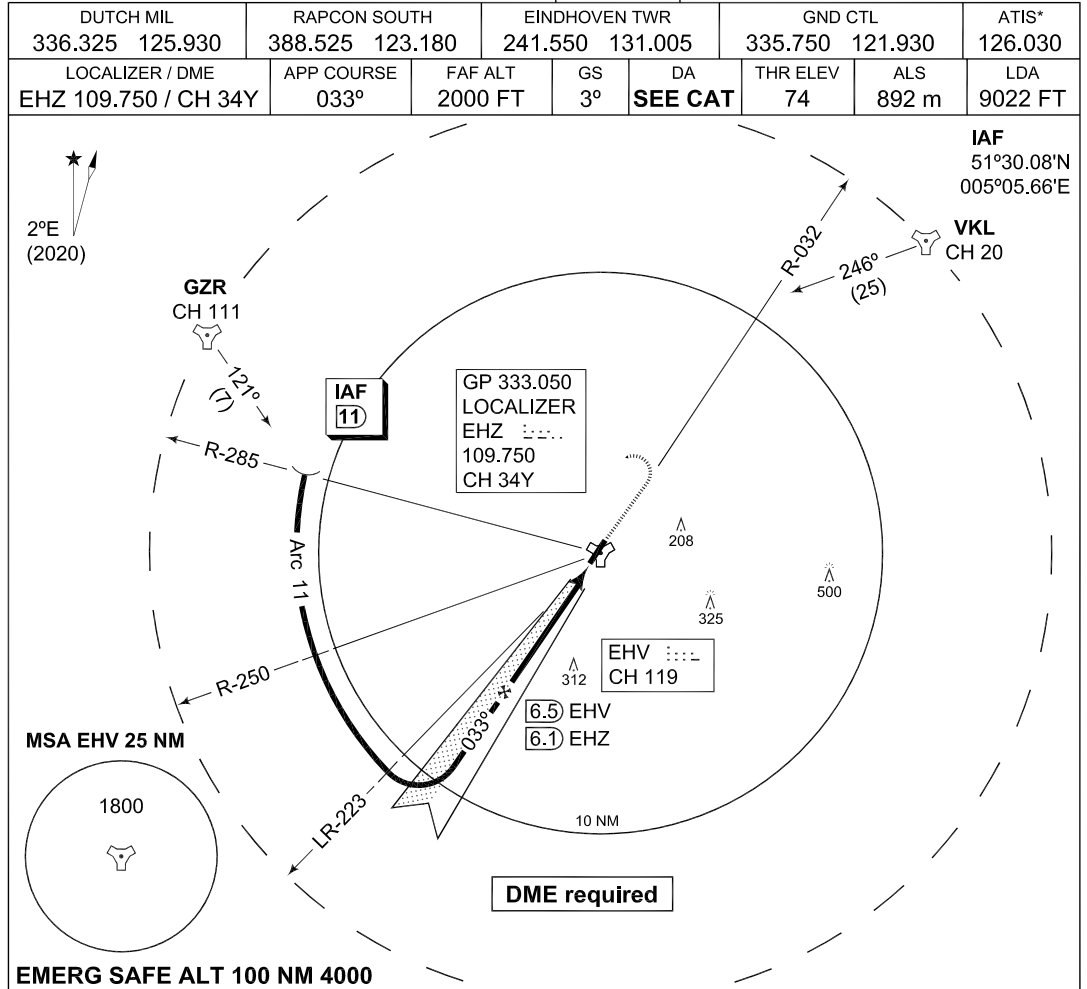 DUTCH MIL
336.325 125.930
RAPCON SOUTH
388.525 123.180
EINDHOVEN TWR
241.550 131.005
GND CTL
335.750 121.930
ATIS*
126.030
LOCALIZER / DME
EHZ 109.750 / CH 34Y
APP COURSE
033º
FAF ALT
2000 FT
GS
3º
DA
SEE CAT
THR ELEV
74
ALS
892 m
LDA
9022 FT
IAF
51º30.08'N
005º05.66'E
2ºE
(2020)
R-032
VKL
CH 20
246º
(25)
GZR
CH 111
121º
(7)
IAF
11
GP 333.050
LOCALIZER
EHZ
109.750
CH 34Y
R-285
Arc 11
208
500
325
312
EHV
CH 119
R-250
6.5 EHV
6.1 EHZ
033º
LR-223
10 NM
MSA EHV 25 NM
1800
DME required
EMERG SAFE ALT 100 NM 4000